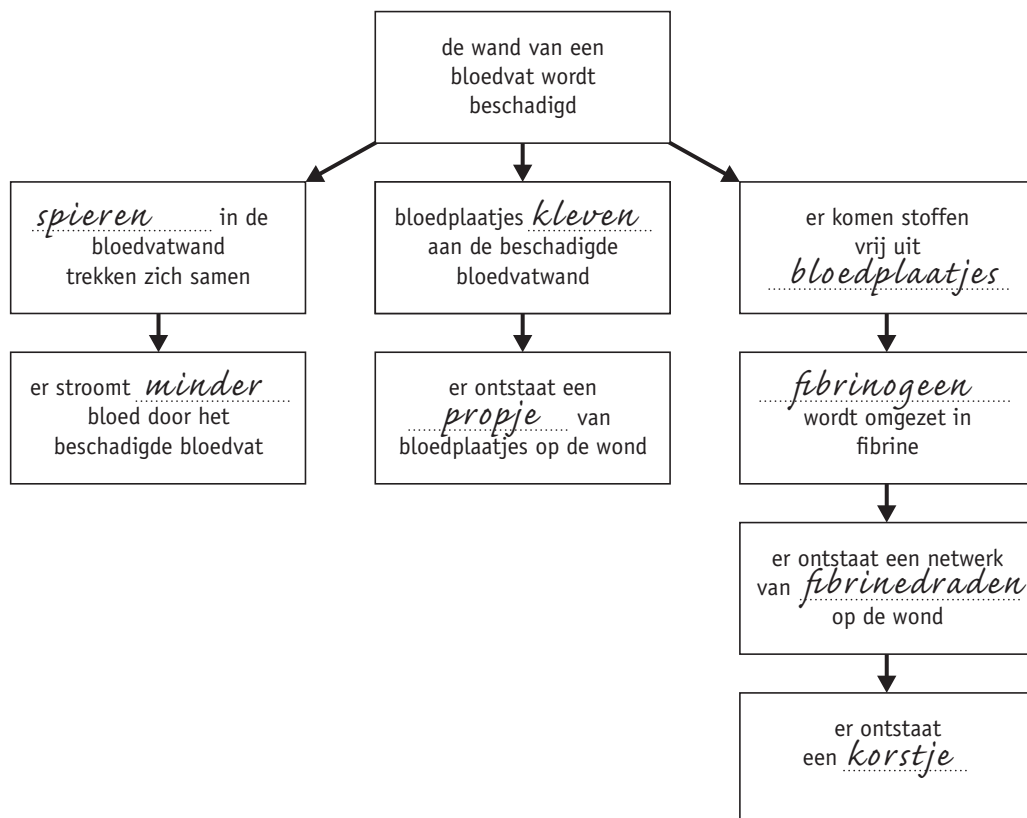 de wand van een
bloedvat wordt
beschadigd
spieren in de
bloedvatwand
trekken zich samen
bloedplaatjes kleven
aan de beschadigde
bloedvatwand
er komen stoffen
vrij uit
bloedplaatjes
er stroomt minder
bloed door het
beschadigde bloedvat
er ontstaat een
propje van
bloedplaatjes op de wond
fibrinogeen
wordt omgezet in
fibrine
er ontstaat een netwerk
van fibrinedraden
op de wond
er ontstaat
een korstje